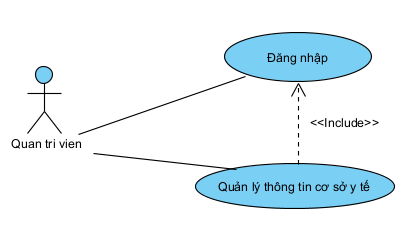 Đăng nhập
<<Include>>
Quan tri vien
Quản lý thông tin cơ sở y tế